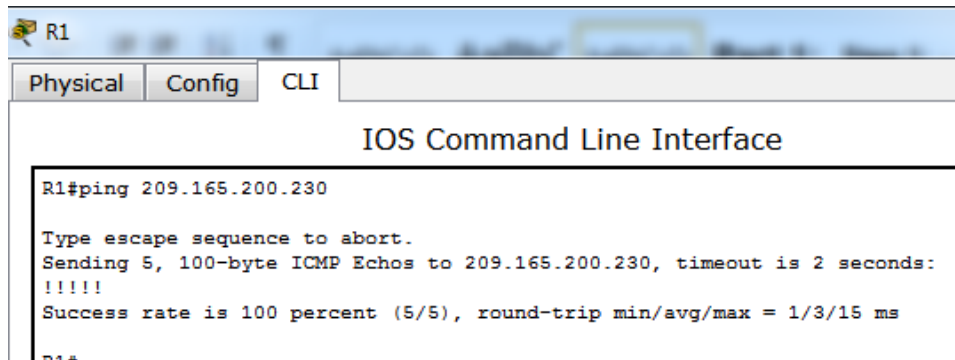 R1
Physical Config CLI
IOS Command Line Interface
R1#ping 209.165.200.230
Type escape sequence to abort.
Sending 5, 100-byte ICMP Echos to 209.165.200.230, timeout is 2 seconds:
!!!!!
Success rate is 100 percent (5/5), round-trip min/avg/max = 1/3/15 ms
R1#